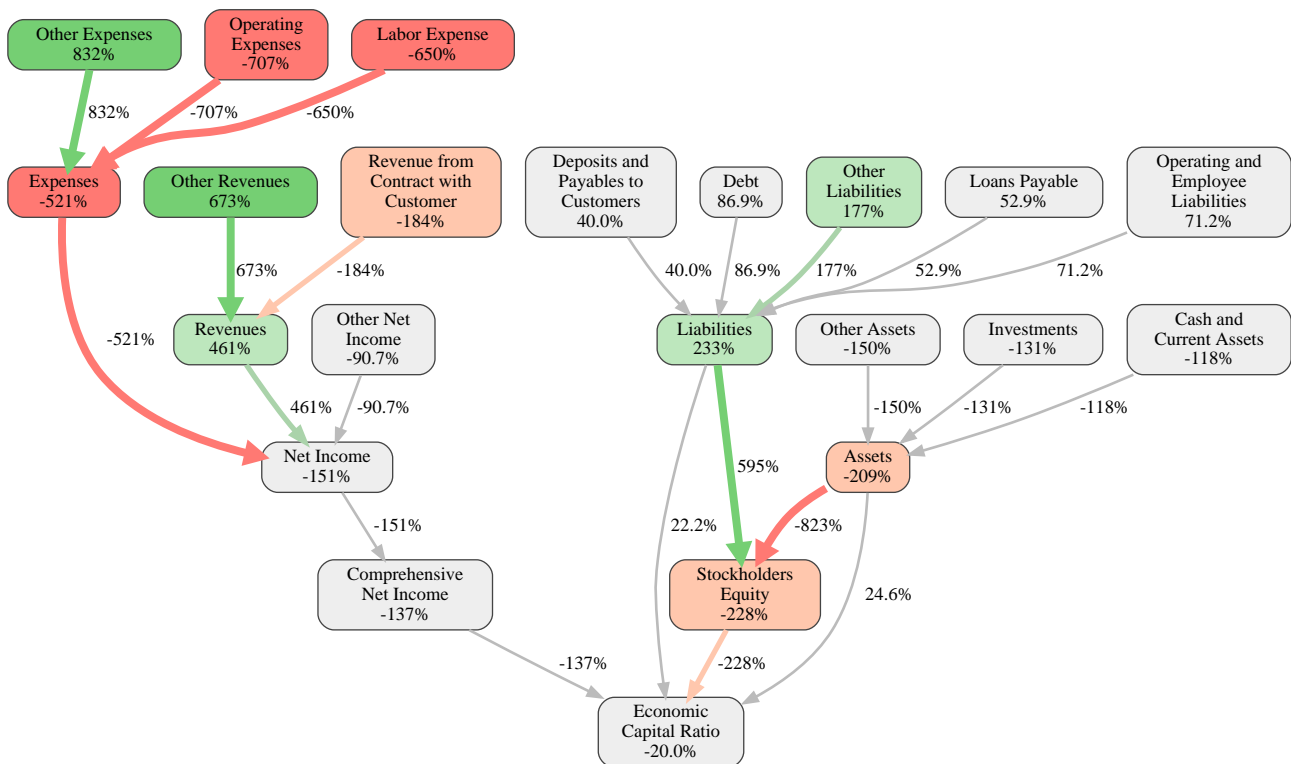 Other Expenses
832%
Operating
Expenses
-707%
Labor Expense
-650%
832%
-707%
-650%
Expenses
-521%
Other Revenues
673%
Revenue from
Contract with
Customer
-184%
Deposits and
Payables to
Customers
40.0%
Debt
86.9%
Other
Liabilities
177%
Loans Payable
52.9%
Operating and
Employee
Liabilities
71.2%
673%
-184%
40.0%
86.9%
177%
52.9%
71.2%
-521%
Revenues
461%
Other Net
Income
-90.7%
Liabilities
233%
Other Assets
-150%
Investments
-131%
Cash and
Current Assets
-118%
461%
-90.7%
-150%
-131%
-118%
Net Income
-151%
595%
Assets
-209%
-151%
22.2%
-823%
Comprehensive
Net Income
-137%
Stockholders
Equity
-228%
24.6%
-137%
-228%
Economic
Capital Ratio
-20.0%